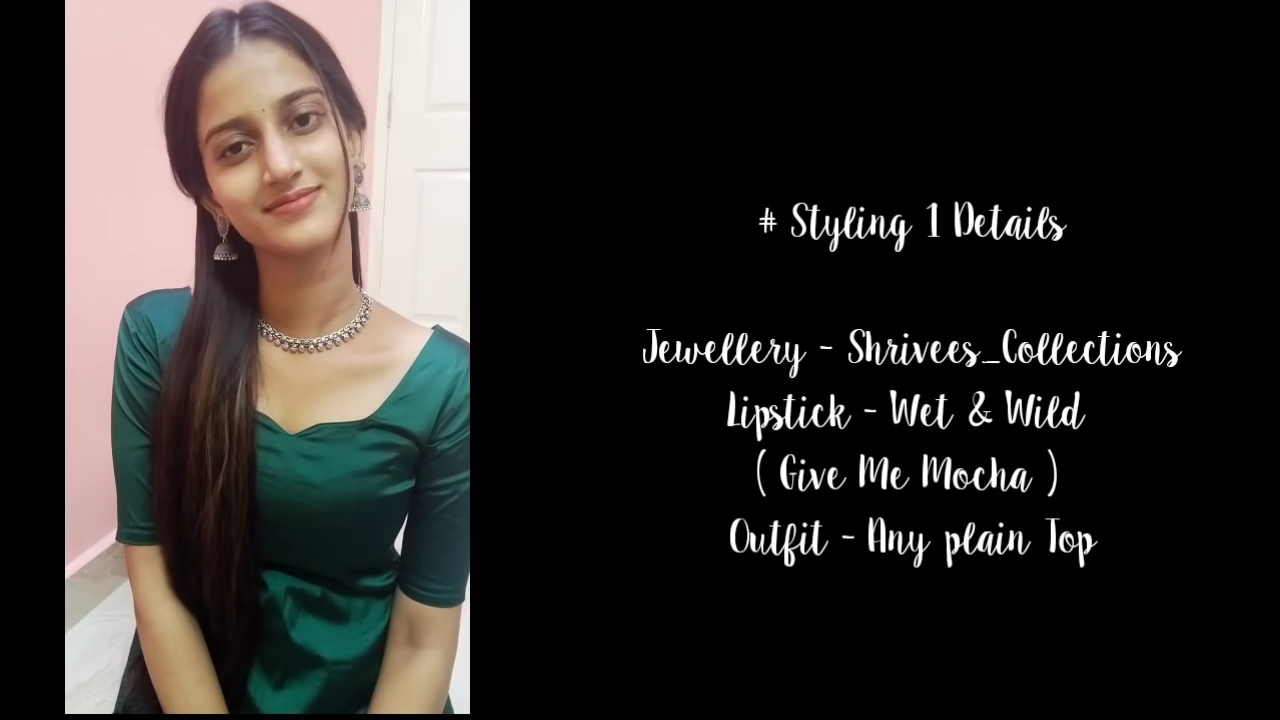 # Styling 1 Details
Jewellery - Shrivees_Collections
Lipstick - Wet & Wild
( Give Me Mocha )
Outfit - Any plain Top